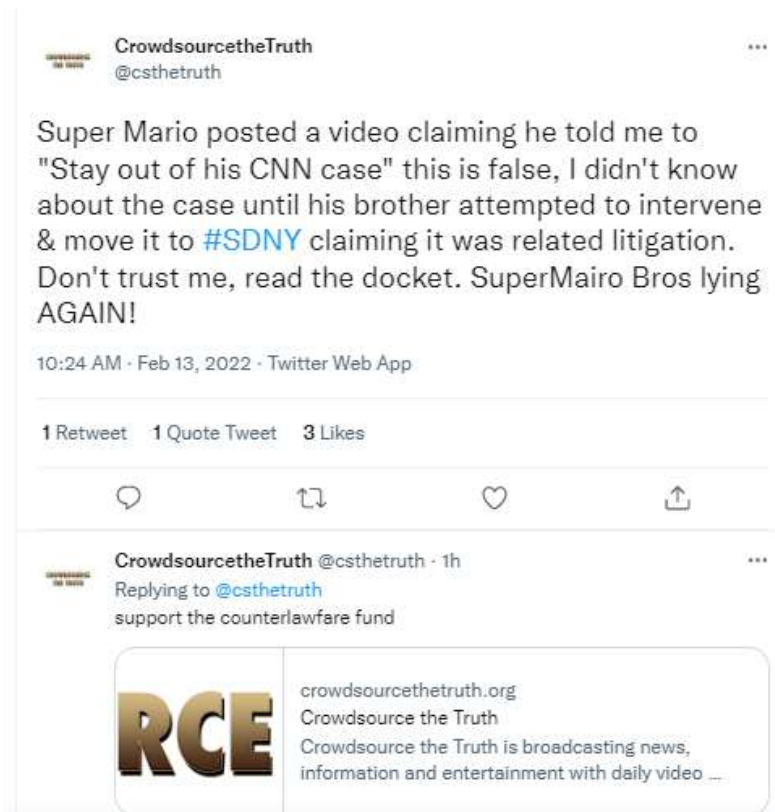 CrowdsourcetheTruth
@csthetruth
Super Mario posted a video claiming he told me to
"Stay out of his CNN case" this is false, I didn't know
about the case until his brother attempted to intervene
& move it to #SDNY claiming it was related litigation.
Don't trust me, read the docket. SuperMairo Bros lying
AGAIN!
10:24 AM · Feb 13, 2022 · Twitter Web App
1 Retweet 1 Quote Tweet 3 Likes
CrowdsourcetheTruth @csthetruth · 1h
Replying to @csthetruth
support the counterlawfare fund
RCE
crowdsourcethetruth.org
Crowdsource the Truth
Crowdsource the Truth is broadcasting news,
information and entertainment with daily video ...